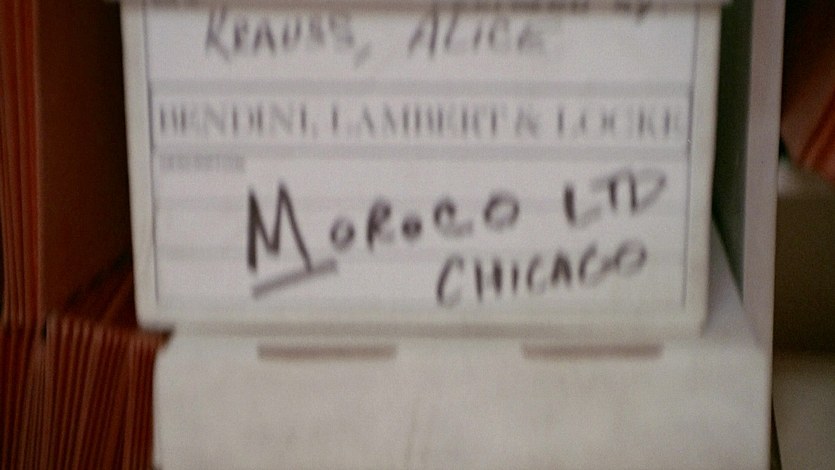 KRAUSS, ALICE
BENDINI, LAMBERT & LOCKE
MOROCO LTD
CHICAGO